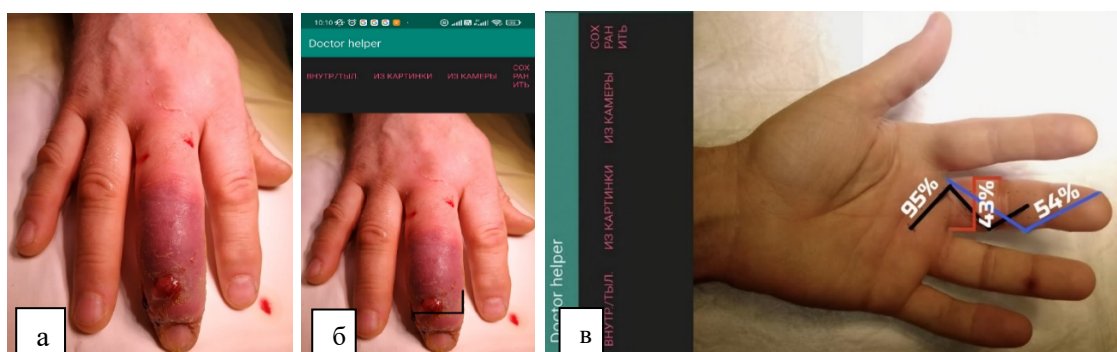 а
10:10
Doctor helper
ВНУТР./ТЫЛ.
ИЗ КАРТИНКИ
ИЗ КАМЕРЫ
СОХ
РАН
ИТЬ
б
Doctor helper
ВНУТР./ТЫЛ.
ИЗ КАРТИНКИ
ИЗ КАМЕРЫ
СОХ
РАН
ИТЬ
95%
43%
54%
в